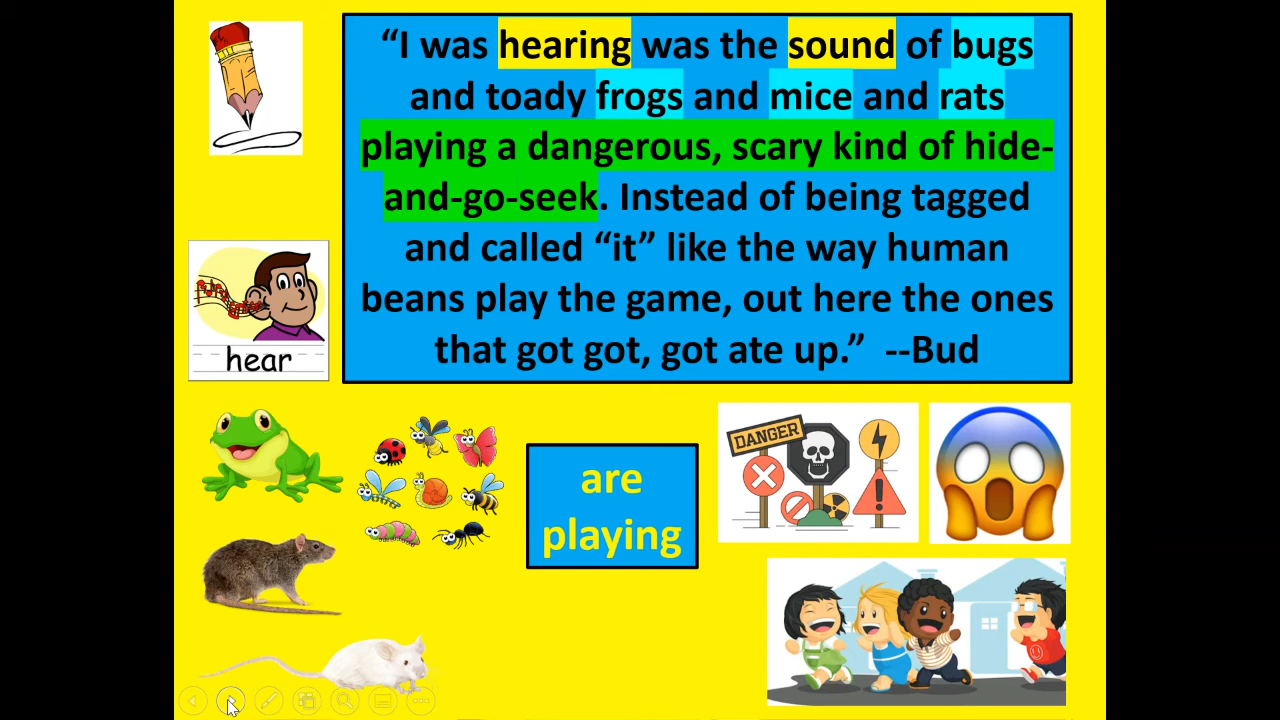 “I was hearing was the sound of bugs
and toady frogs and mice and rats
playing a dangerous, scary kind of hide-
and-go-seek. Instead of being tagged
and called “it” like the way human
beans play the game, out here the ones
that got got, got ate up.” --Bud
hear
are
playing
DANGER